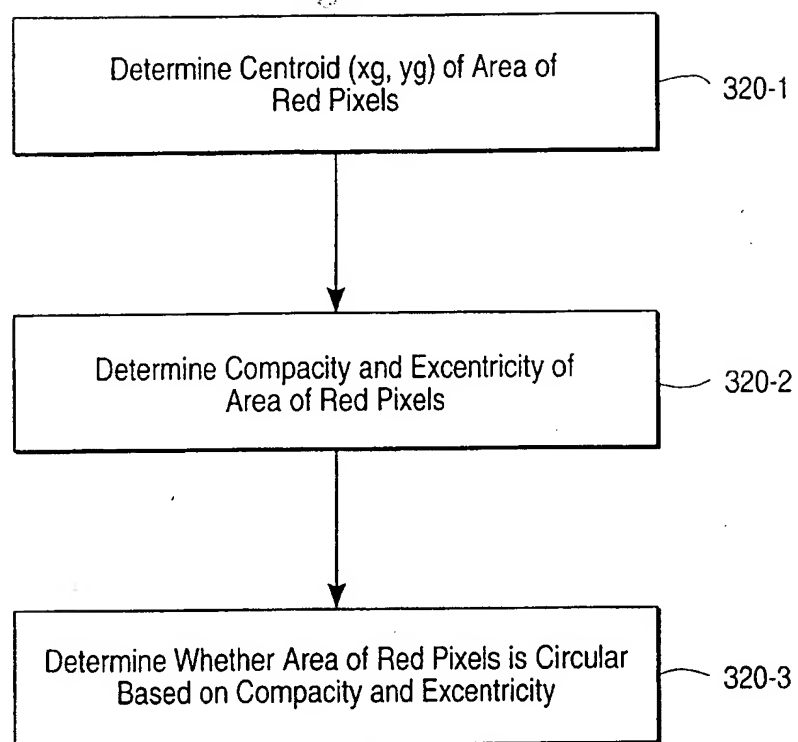 Determine Centroid (xg, yg) of Area of
Red Pixels
320-1
Determine Compacity and Excentricity of
Area of Red Pixels
320-2
Determine Whether Area of Red Pixels is Circular
Based on Compacity and Excentricity
320-3